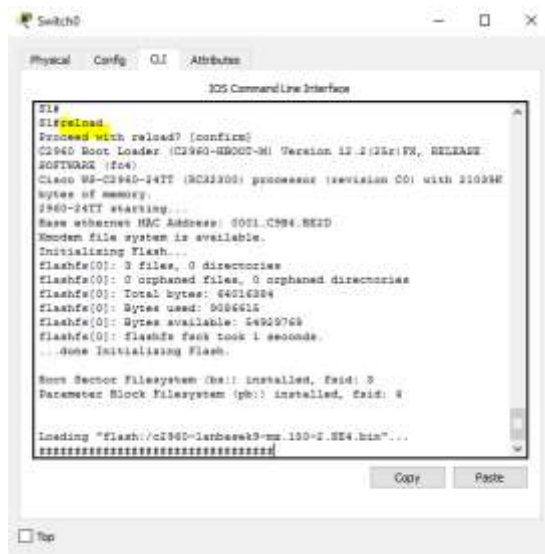 Switch0
Physical Config CLI Attributes
IOS Command Line Interface
S1#
S1#reload
Proceed with reload? [confirm]
C2960 Boot Loader (C2960-HBOOT-M) Version 12.2(25r)FX, RELEASE
SOFTWARE (fc4)
Cisco WS-C2960-24TT (RC32300) processor (revision C0) with 21039K
bytes of memory.
2960-24TT starting...
Base ethernet MAC Address: 0001.C9B4.BE2D
Xmodem file system is available.
Initializing Flash...
flashfs[0]: 3 files, 0 directories
flashfs[0]: 0 orphaned files, 0 orphaned directories
flashfs[0]: Total bytes: 64016384
flashfs[0]: Bytes used: 9086615
flashfs[0]: Bytes available: 54929769
flashfs[0]: flashfs fsck took 1 seconds.
...done Initializing Flash.
Boot Sector Filesystem (bs:) installed, fsid: 3
Parameter Block Filesystem (pb:) installed, fsid: 4
Loading "flash:/c2960-lanbasek9-mz.150-2.SE4.bin"...
Copy Paste
Top